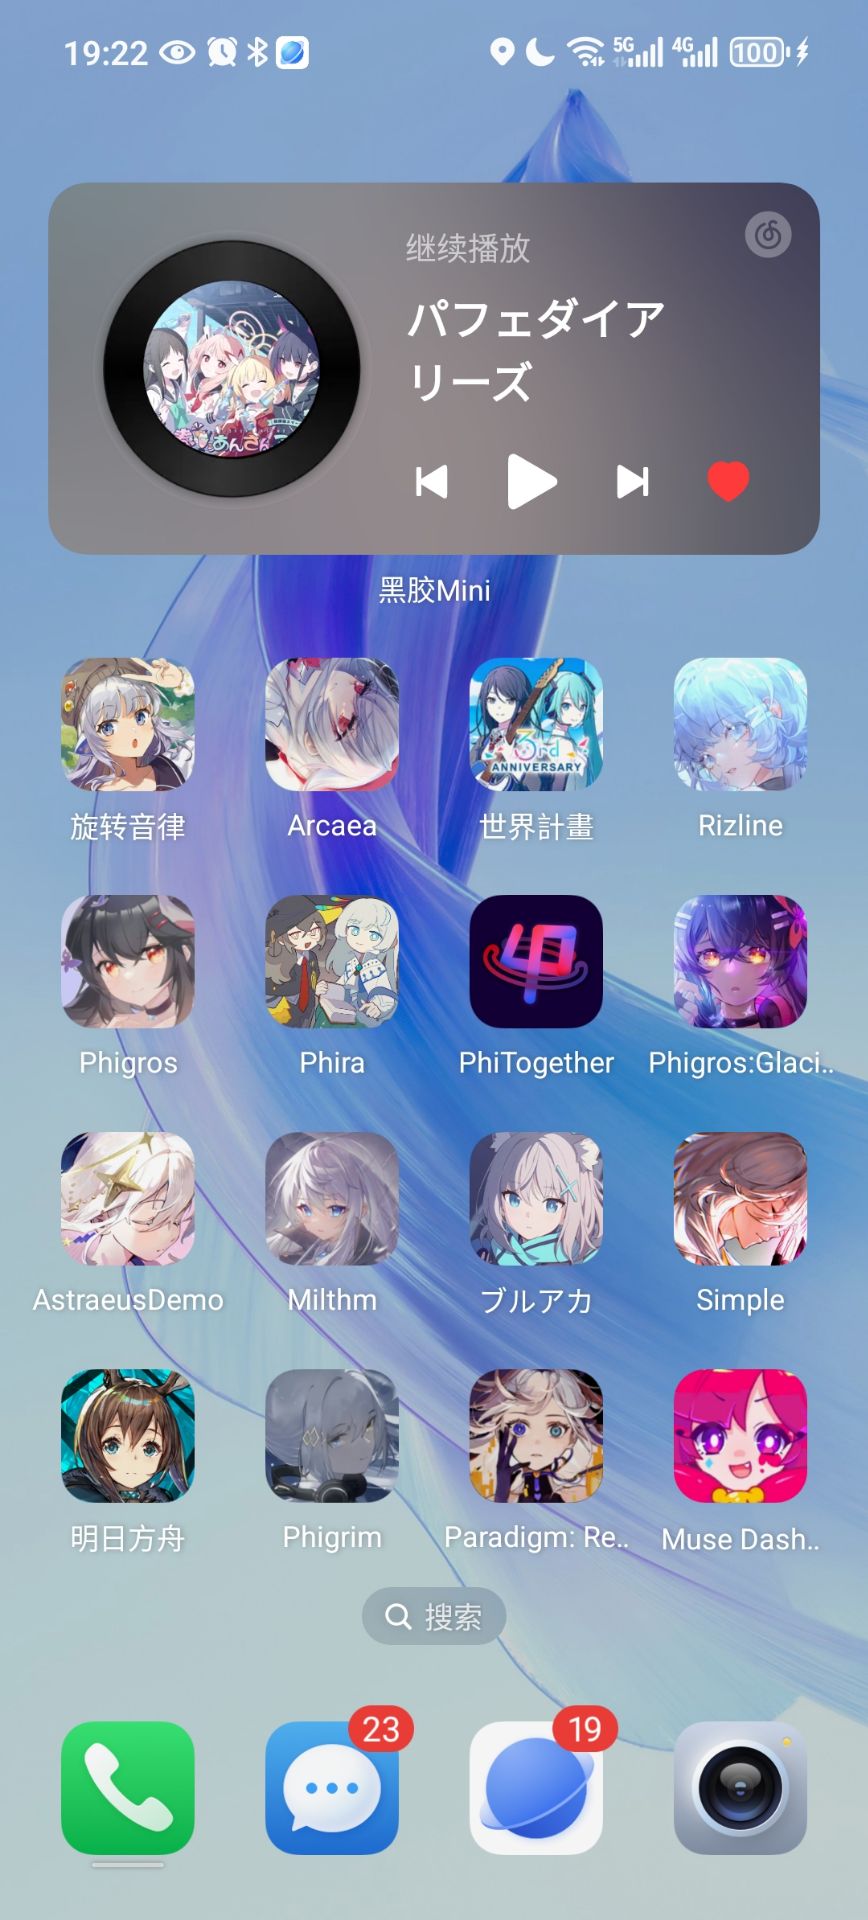 19:22 5G 4G 100
继续播放
パフェダイア
リーズ
黑胶Mini
3rd
ANNIVERSARY
旋转音律 Arcaea 世界計畫 Rizline
Phigros Phira PhiTogether Phigros:Glaci..
AstraeusDemo Milthm ブルアカ Simple
明日方舟 Phigrim Paradigm: Re.. Muse Dash..
搜索
23 19